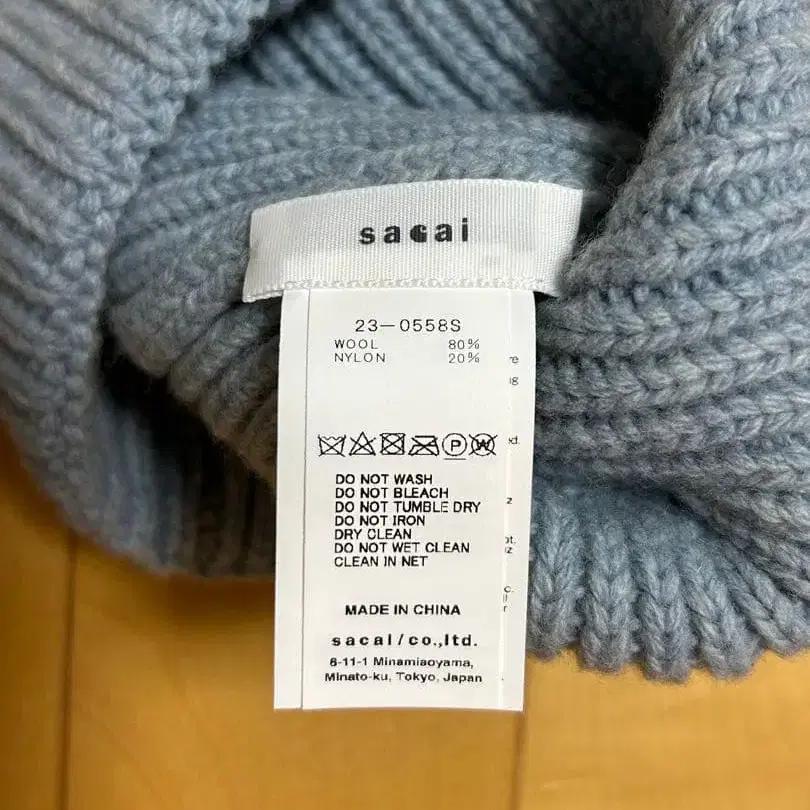 sacai
23-0558S
WOOL 80%
NYLON 20%
P W
DO NOT WASH
DO NOT BLEACH
DO NOT TUMBLE DRY
DO NOT IRON
DRY CLEAN
DO NOT WET CLEAN
CLEAN IN NET
MADE IN CHINA
sacai/co.,ltd.
6-11-1 Minamiaoyama,
Minato-ku, Tokyo, Japan